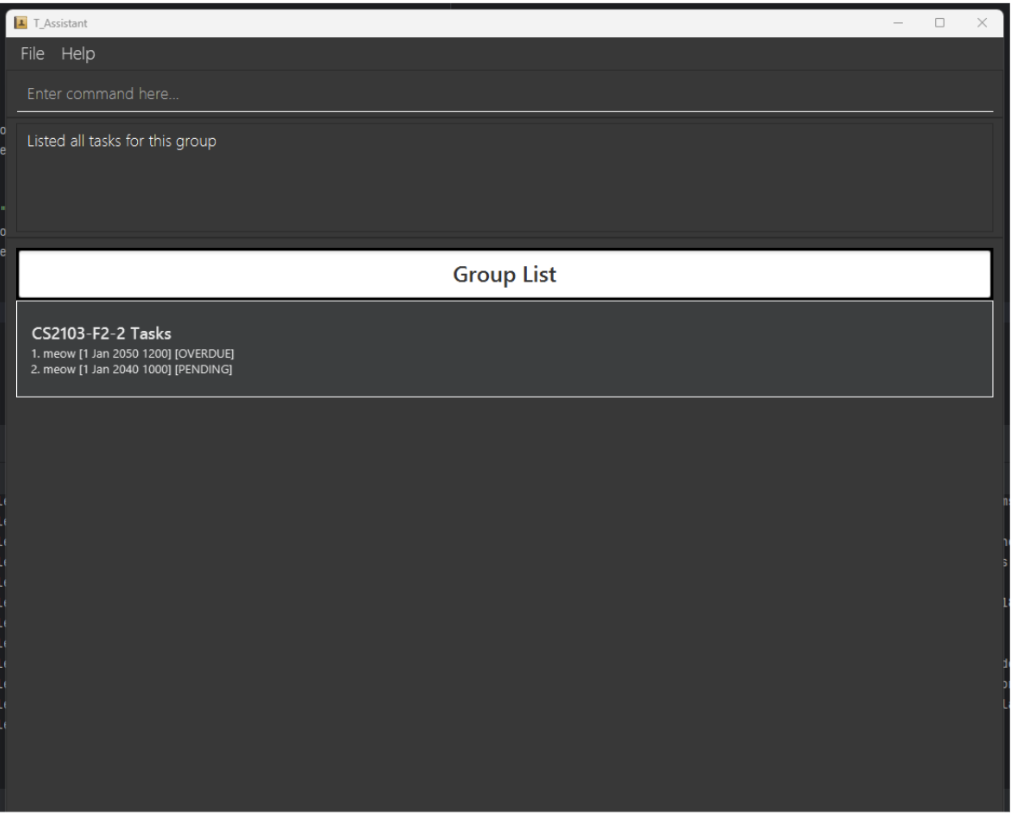 T_Assistant
File Help
Enter command here...
Listed all tasks for this group
Group List
CS2103-F2-2 Tasks
1. meow [1 Jan 2050 1200] [OVERDUE]
2. meow [1 Jan 2040 1000] [PENDING]